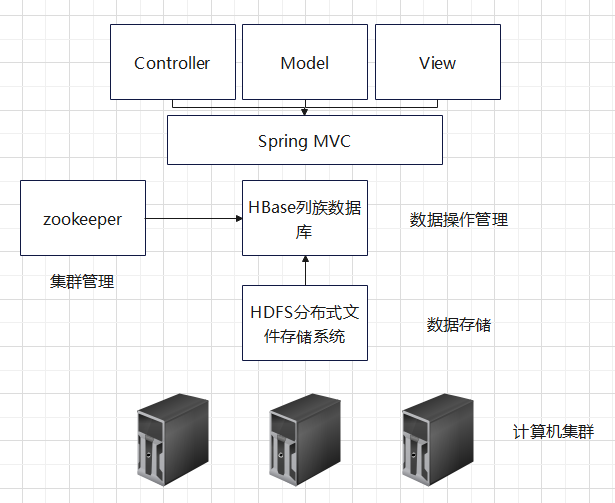 Controller
Model
View
Spring MVC
zookeeper
HBase列族数据
库
数据操作管理
集群管理
HDFS分布式文
件存储系统
数据存储
计算机集群